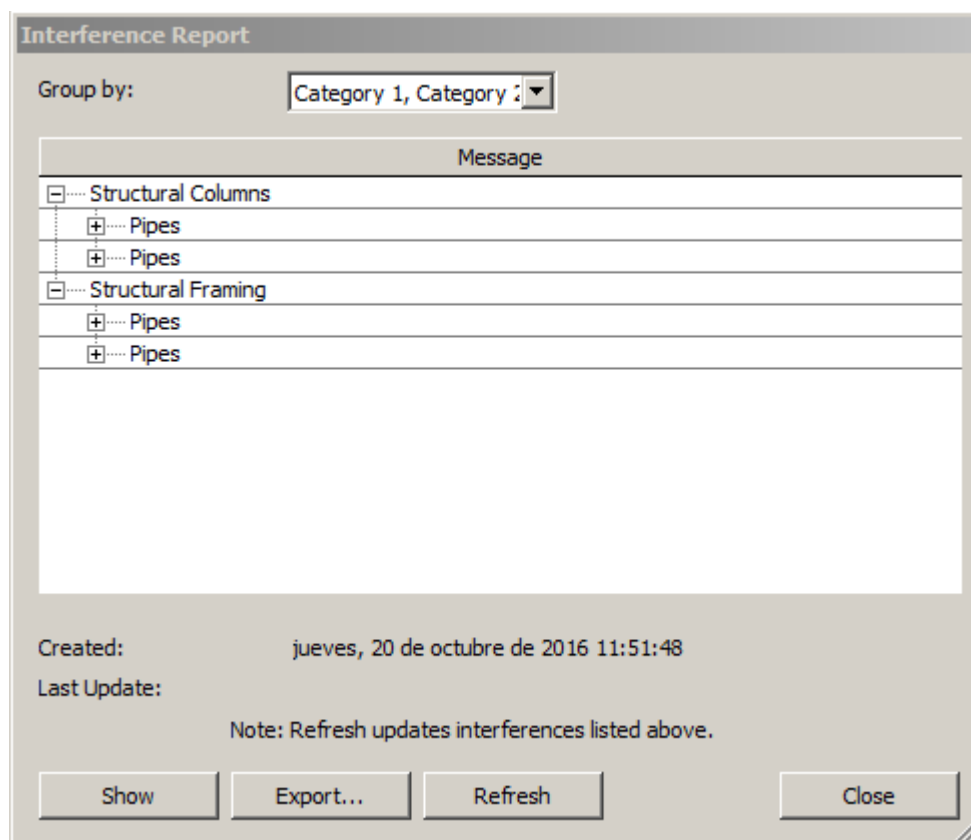 Interference Report
Group by: Category 1, Category 2
Message
Structural Columns
Pipes
Pipes
Structural Framing
Pipes
Pipes
Created: jueves, 20 de octubre de 2016 11:51:48
Last Update:
Note: Refresh updates interferences listed above.
Show Export... Refresh Close